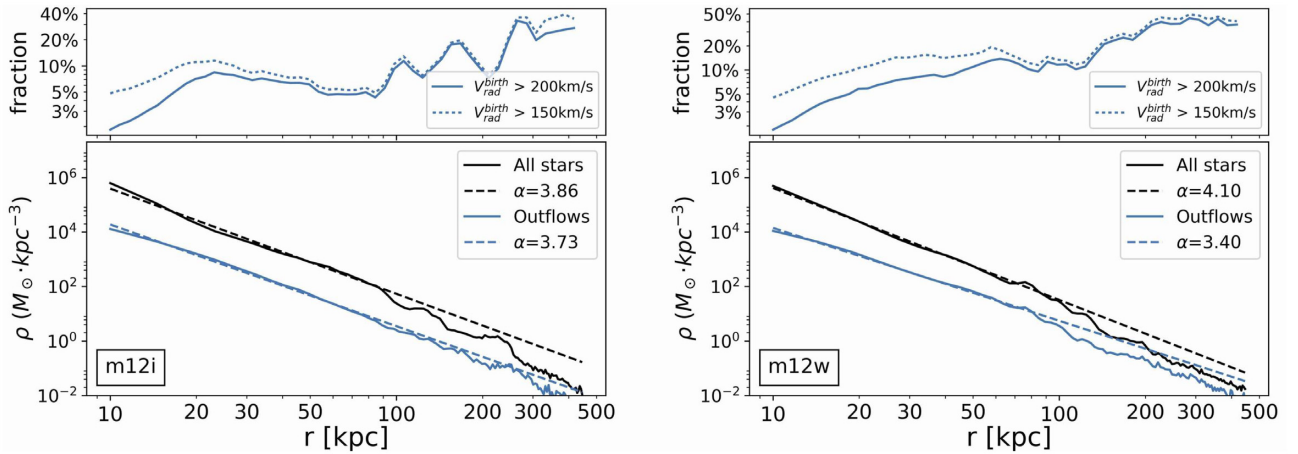 40%
20%
10%
5%
3%
fraction
V_rad^birth > 200km/s
V_rad^birth > 150km/s
10^6
10^4
10^2
10^0
10^-2
ρ (M_⊙·kpc^-3)
All stars
α=3.86
Outflows
α=3.73
m12i
10 20 30 50 100 200 300 500
r [kpc]
50%
20%
10%
5%
3%
fraction
V_rad^birth > 200km/s
V_rad^birth > 150km/s
10^6
10^4
10^2
10^0
10^-2
ρ (M_⊙·kpc^-3)
All stars
α=4.10
Outflows
α=3.40
m12w
10 20 30 50 100 200 300 500
r [kpc]